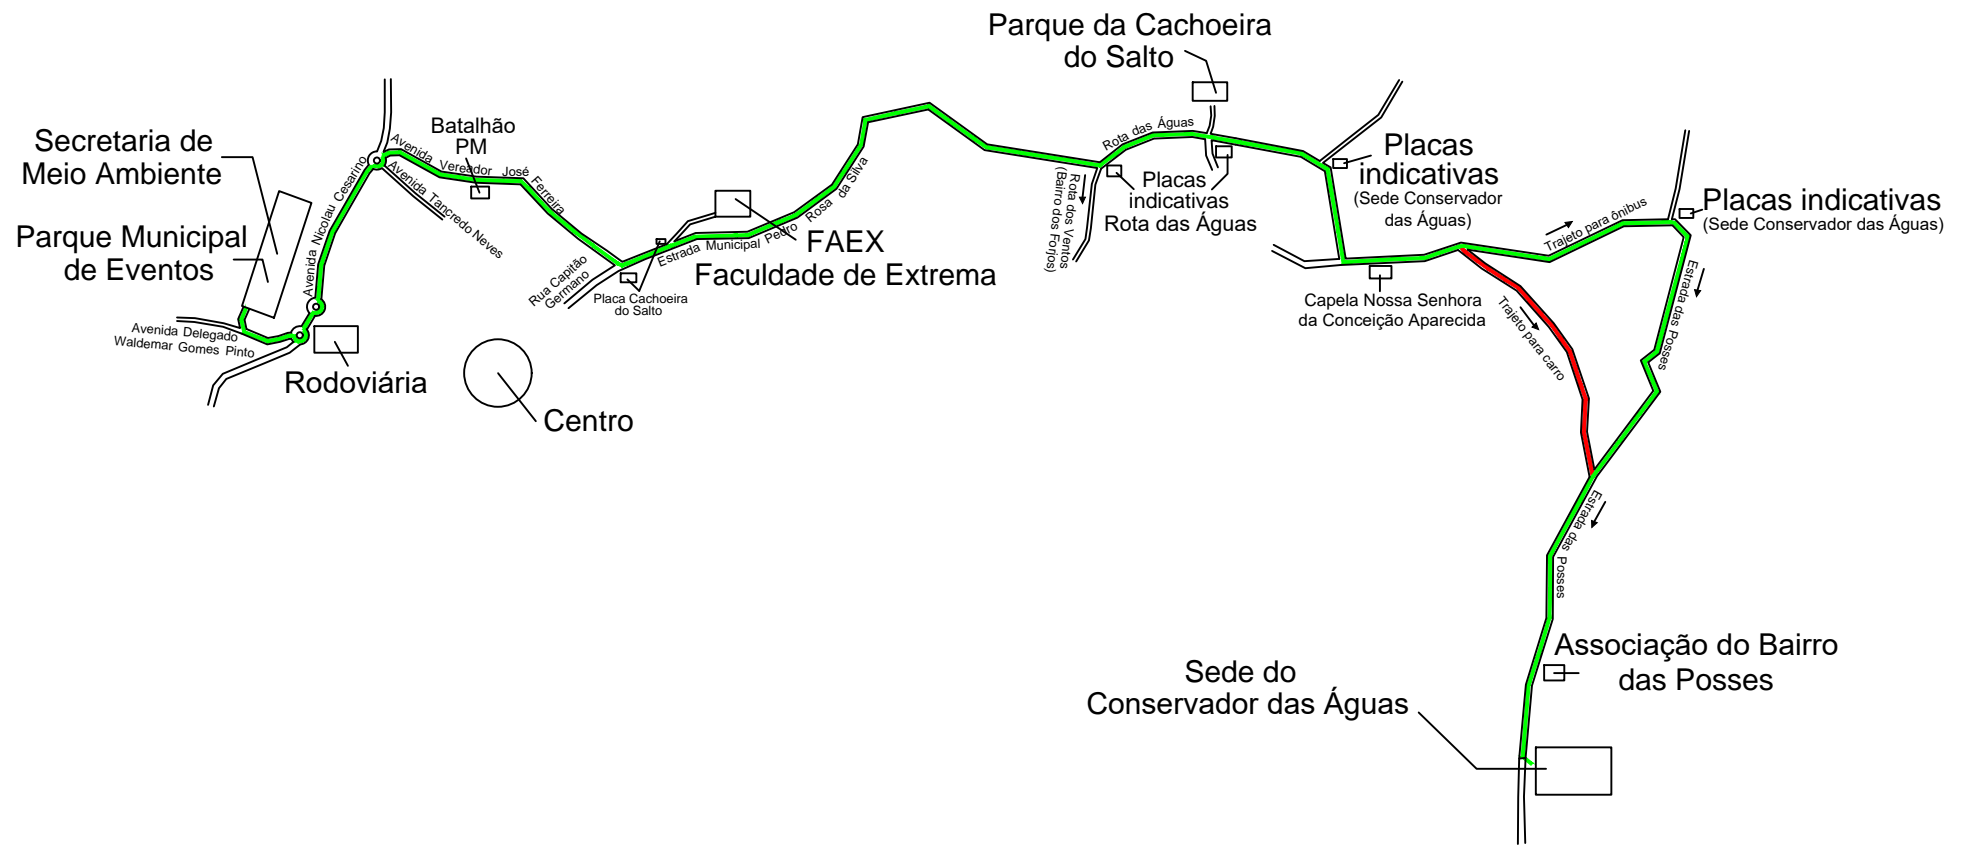 Parque da Cachoeira
do Salto
Secretaria de
Meio Ambiente
Parque Municipal
de Eventos
Avenida Delegado
Waldemar Gomes Pinto
Rodoviária
Centro
Avenida Nicolau Cesarino
Avenida Vereador José Ferreira
Avenida Tancredo Neves
Batalhão
PM
Rua Capitão
Germano
Placa Cachoeira
do Salto
Estrada Municipal Pedro Rosa da Silva
FAEX
Faculdade de Extrema
Rota dos Ventos
(Bairro dos Forjos)
Rota das Águas
Placas
indicativas
Rota das Águas
Placas
indicativas
(Sede Conservador
das Águas)
Capela Nossa Senhora
da Conceição Aparecida
Trajeto para ônibus
Trajeto para carro
Placas indicativas
(Sede Conservador das Águas)
Estrada das Posses
Estrada das Posses
Associação do Bairro
das Posses
Sede do
Conservador das Águas